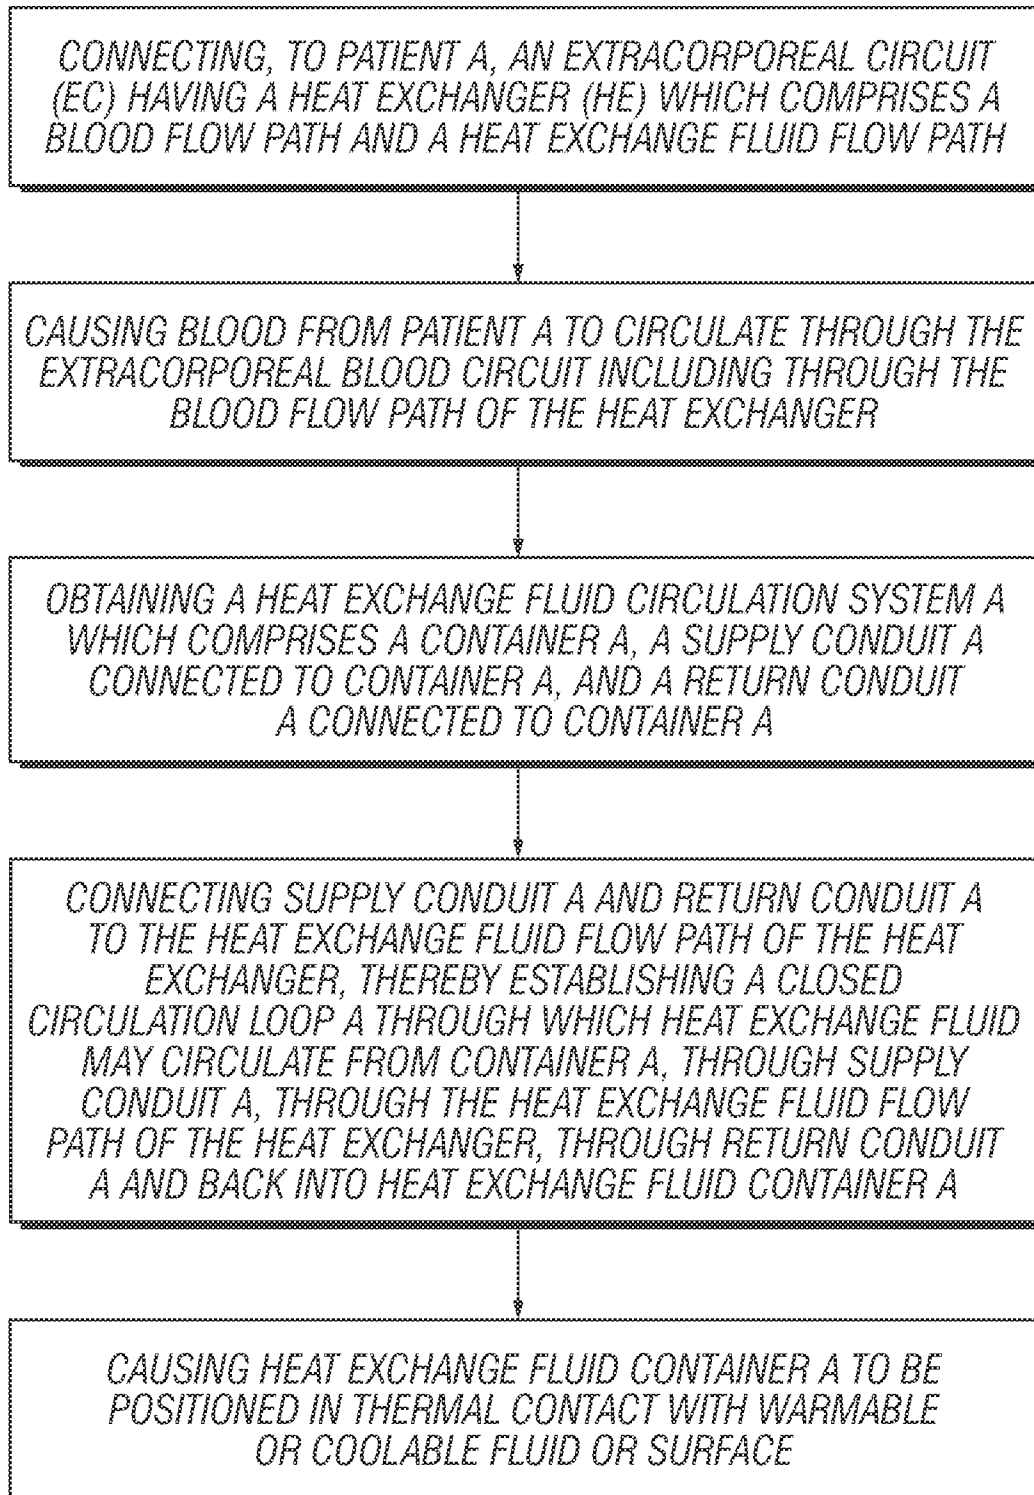 CONNECTING, TO PATIENT A, AN EXTRACORPOREAL CIRCUIT
(EC) HAVING A HEAT EXCHANGER (HE) WHICH COMPRISES A
BLOOD FLOW PATH AND A HEAT EXCHANGE FLUID FLOW PATH
CAUSING BLOOD FROM PATIENT A TO CIRCULATE THROUGH THE
EXTRACORPOREAL BLOOD CIRCUIT INCLUDING THROUGH THE
BLOOD FLOW PATH OF THE HEAT EXCHANGER
OBTAINING A HEAT EXCHANGE FLUID CIRCULATION SYSTEM A
WHICH COMPRISES A CONTAINER A, A SUPPLY CONDUIT A
CONNECTED TO CONTAINER A, AND A RETURN CONDUIT
A CONNECTED TO CONTAINER A
CONNECTING SUPPLY CONDUIT A AND RETURN CONDUIT A
TO THE HEAT EXCHANGE FLUID FLOW PATH OF THE HEAT
EXCHANGER, THEREBY ESTABLISHING A CLOSED
CIRCULATION LOOP A THROUGH WHICH HEAT EXCHANGE FLUID
MAY CIRCULATE FROM CONTAINER A, THROUGH SUPPLY
CONDUIT A, THROUGH THE HEAT EXCHANGE FLUID FLOW
PATH OF THE HEAT EXCHANGER, THROUGH RETURN CONDUIT
A AND BACK INTO HEAT EXCHANGE FLUID CONTAINER A
CAUSING HEAT EXCHANGE FLUID CONTAINER A TO BE
POSITIONED IN THERMAL CONTACT WITH WARMABLE
OR COOLABLE FLUID OR SURFACE